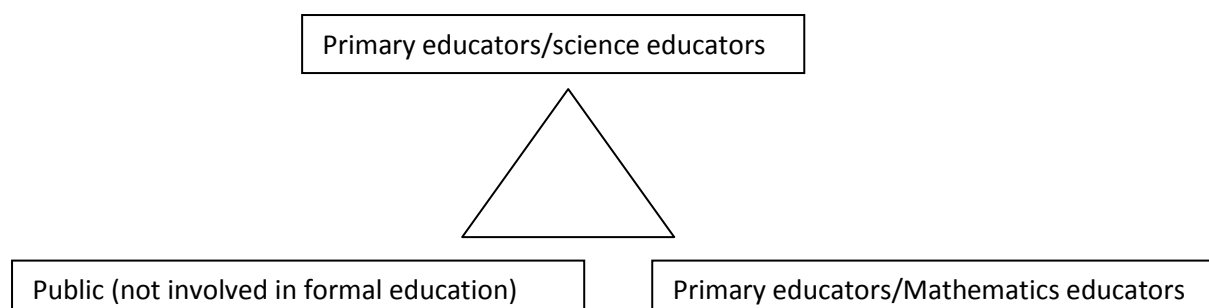 Primary educators/science educators
Public (not involved in formal education)
Primary educators/Mathematics educators